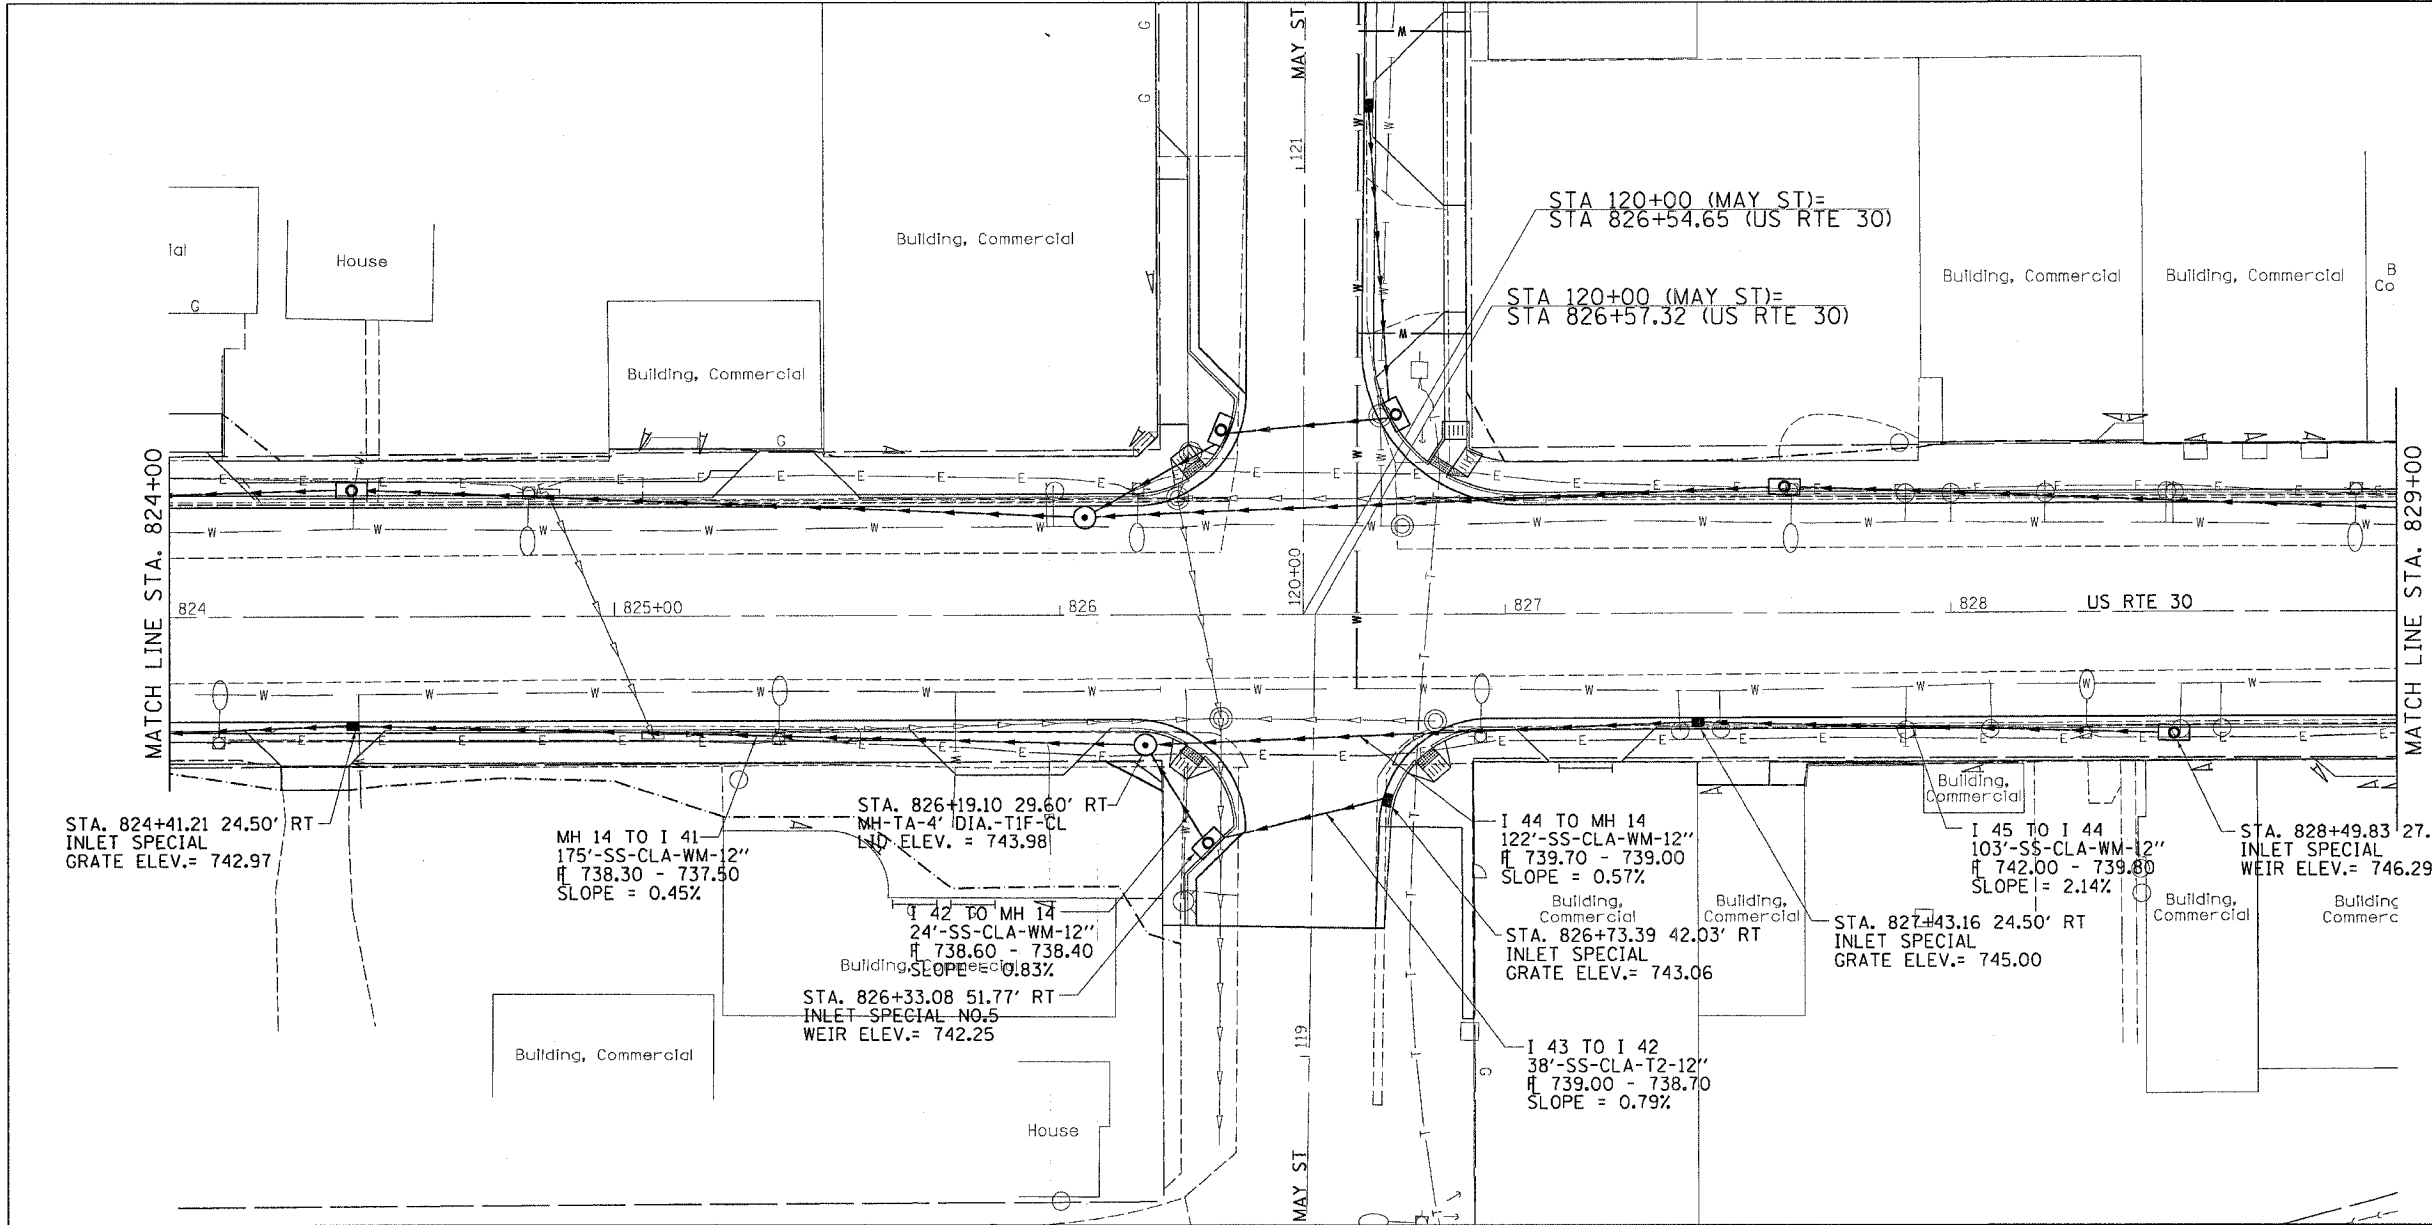 MAY ST
121
STA 120+00 (MAY ST)=
STA 826+54.65 (US RTE 30)
STA 120+00 (MAY ST)=
STA 826+57.32 (US RTE 30)
ial
House
Building, Commercial
Building, Commercial
Building, Commercial
Building, Commercial
B
Co
G
G
G
G
MATCH LINE STA. 824+00
MATCH LINE STA. 829+00
824
825+00
826
120+00
827
828
US RTE 30
STA. 824+41.21 24.50' RT
INLET SPECIAL
GRATE ELEV.= 742.97
MH 14 TO I 41
175'-SS-CLA-WM-12"
738.30 - 737.50
SLOPE = 0.45%
STA. 826+19.10 29.60' RT
MH-TA-4' DIA.-T1F-CL
LID ELEV. = 743.98
I 42 TO MH 14
24'-SS-CLA-WM-12"
738.60 - 738.40
SLOPE = 0.83%
Building, Commercial
STA. 826+33.08 51.77' RT
INLET SPECIAL NO.5
WEIR ELEV.= 742.25
I 44 TO MH 14
122'-SS-CLA-WM-12"
739.70 - 739.00
SLOPE = 0.57%
Building,
Commercial
STA. 826+73.39 42.03' RT
INLET SPECIAL
GRATE ELEV.= 743.06
Building,
Commercial
I 43 TO I 42
38'-SS-CLA-T2-12"
739.00 - 738.70
SLOPE = 0.79%
STA. 827+43.16 24.50' RT
INLET SPECIAL
GRATE ELEV.= 745.00
Building,
Commercial
I 45 TO I 44
103'-SS-CLA-WM-12"
742.00 - 739.80
SLOPE = 2.14%
STA. 828+49.83 27.
INLET SPECIAL
WEIR ELEV.= 746.29
Building,
Commercial
Building
Commerc
Building, Commercial
House
119
MAY ST
G